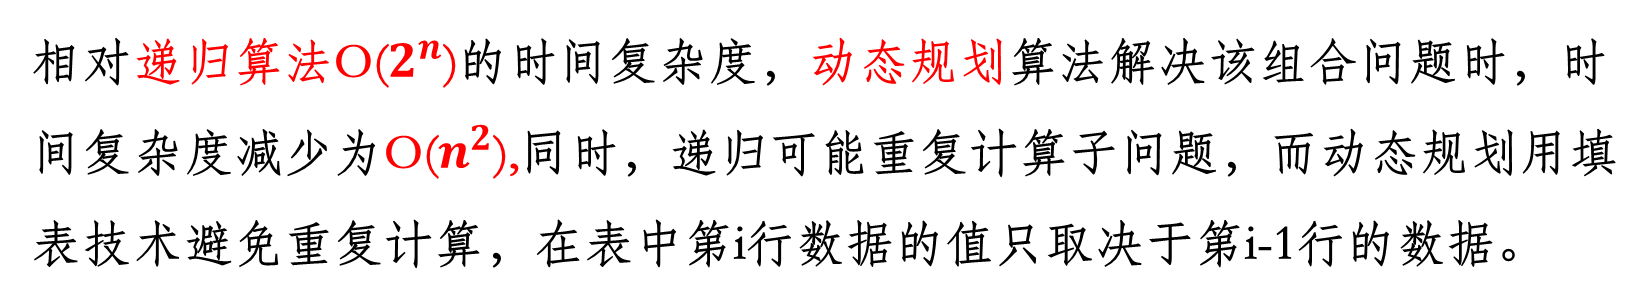 相对递归算法O(2ⁿ)的时间复杂度，动态规划算法解决该组合问题时，时
间复杂度减少为O(n²),同时，递归可能重复计算子问题，而动态规划用填
表技术避免重复计算，在表中第i行数据的值只取决于第i-1行的数据。